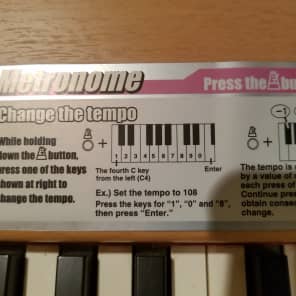 Metronome
Press the
Change the tempo
While holding
down the button,
press one of the keys
shown at right to
change the tempo.
1 2 3 4 5 6 7 8 9 0
The fourth C key
from the left (C4)
Enter
Ex.) Set the tempo to 108
Press the keys for "1", "0" and "8",
then press "Enter."
-1
The tempo is
by a value of
each press of
Continue pres
obtain conse
change.